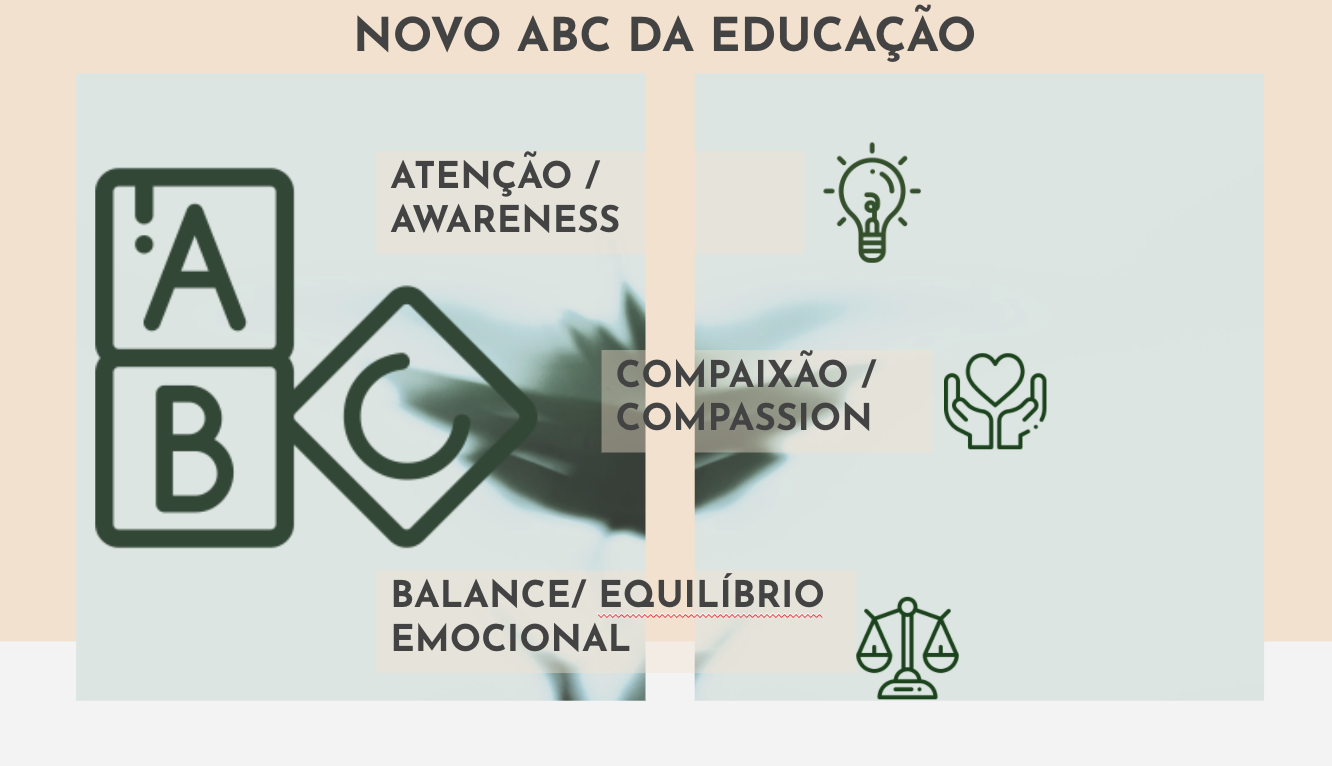 NOVO ABC DA EDUCAÇÃO
ATENÇÃO /
AWARENESS
A
B
C
COMPAIXÃO /
COMPASSION
BALANCE/ EQUILÍBRIO
EMOCIONAL